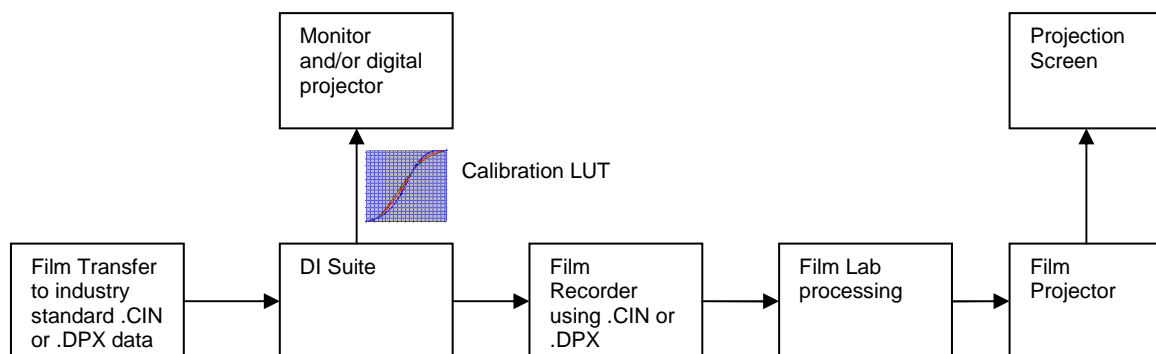 Monitor
and/or digital
projector
Projection
Screen
Calibration LUT
Film Transfer
to industry
standard .CIN
or .DPX data
DI Suite
Film
Recorder
using .CIN or
.DPX
Film Lab
processing
Film
Projector